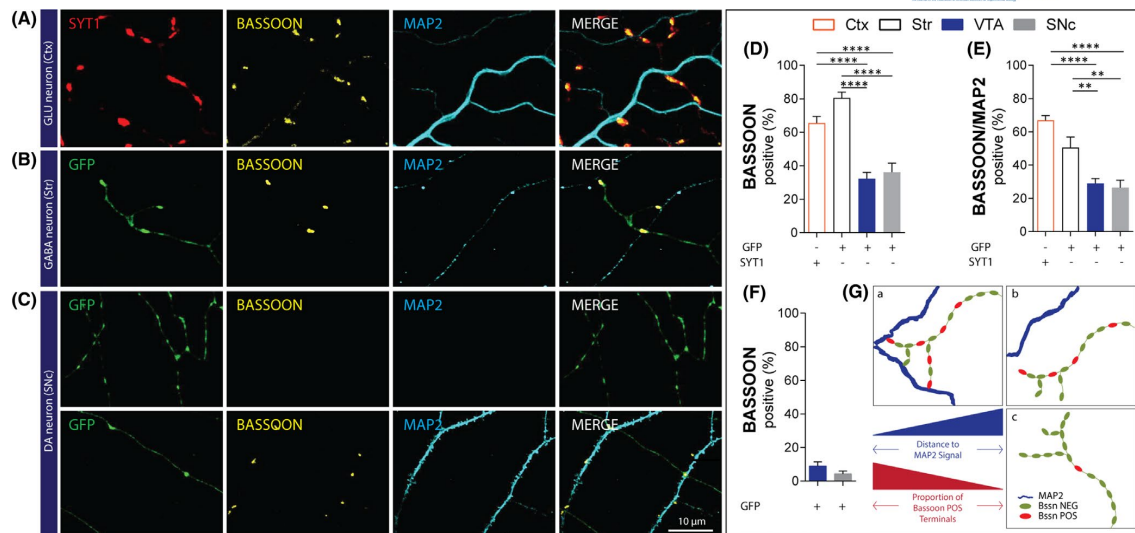 (A)
GLU neuron (Ctx)
SYT1
BASSOON
MAP2
MERGE
(B)
GABA neuron (Str)
GFP
BASSOON
MAP2
MERGE
(C)
DA neuron (SNc)
GFP
BASSOON
MAP2
MERGE
GFP
BASSOON
MAP2
MERGE
10 µm
Ctx Str VTA SNc
(D)
BASSOON
positive (%)
100
80
60
40
20
0
****
****
****
****
GFP - + + +
SYT1 + - - -
(E)
BASSOON/MAP2
positive (%)
100
80
60
40
20
0
****
****
**
**
GFP - + + +
SYT1 + - - -
(F)
BASSOON
positive (%)
100
80
60
40
20
0
GFP + +
(G)
a
b
Distance to
MAP2 Signal
Proportion of
Bassoon POS
Terminals
c
MAP2
Bssn NEG
Bssn POS